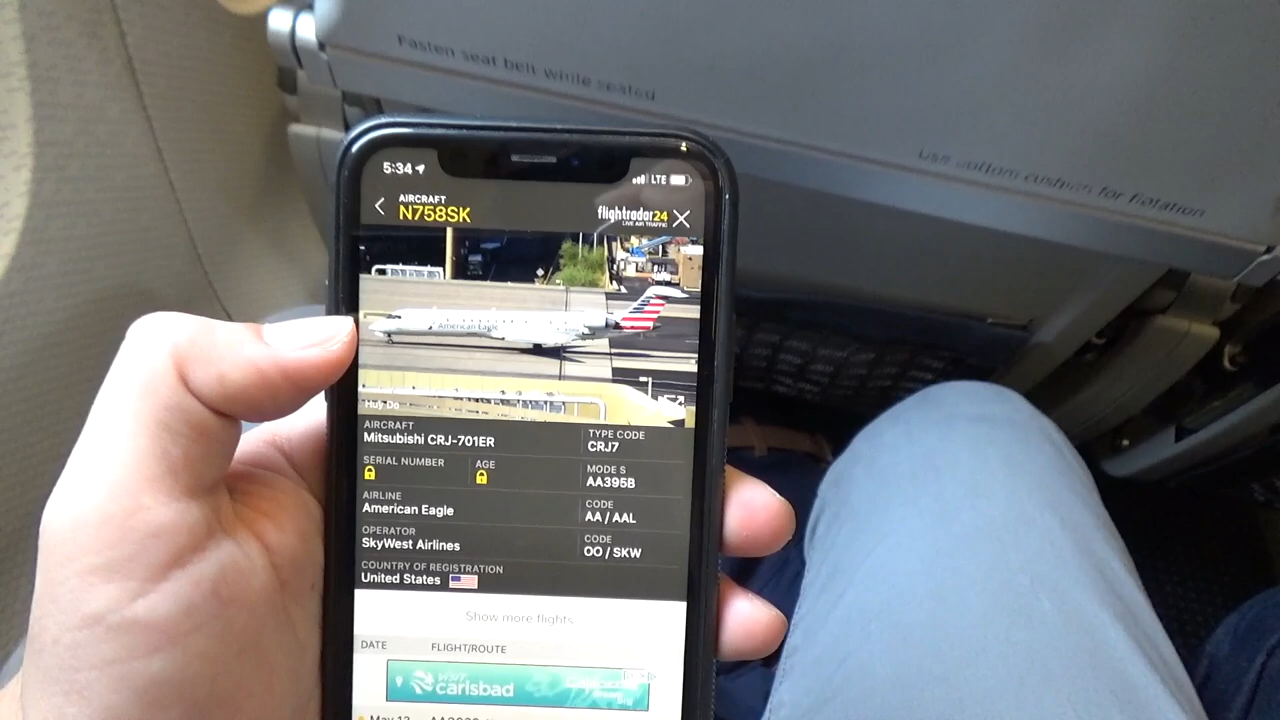 Fasten seat belt while seated
Use bottom cushion for flotation
5:34
LTE
AIRCRAFT
N758SK
flightradar24
LIVE AIR TRAFFIC
American Eagle
Huy Do
AIRCRAFT
Mitsubishi CRJ-701ER
TYPE CODE
CRJ7
SERIAL NUMBER
AGE
MODE S
AA395B
AIRLINE
American Eagle
CODE
AA / AAL
OPERATOR
SkyWest Airlines
CODE
OO / SKW
COUNTRY OF REGISTRATION
United States
Show more flights
DATE
FLIGHT/ROUTE
VISIT
carlsbad